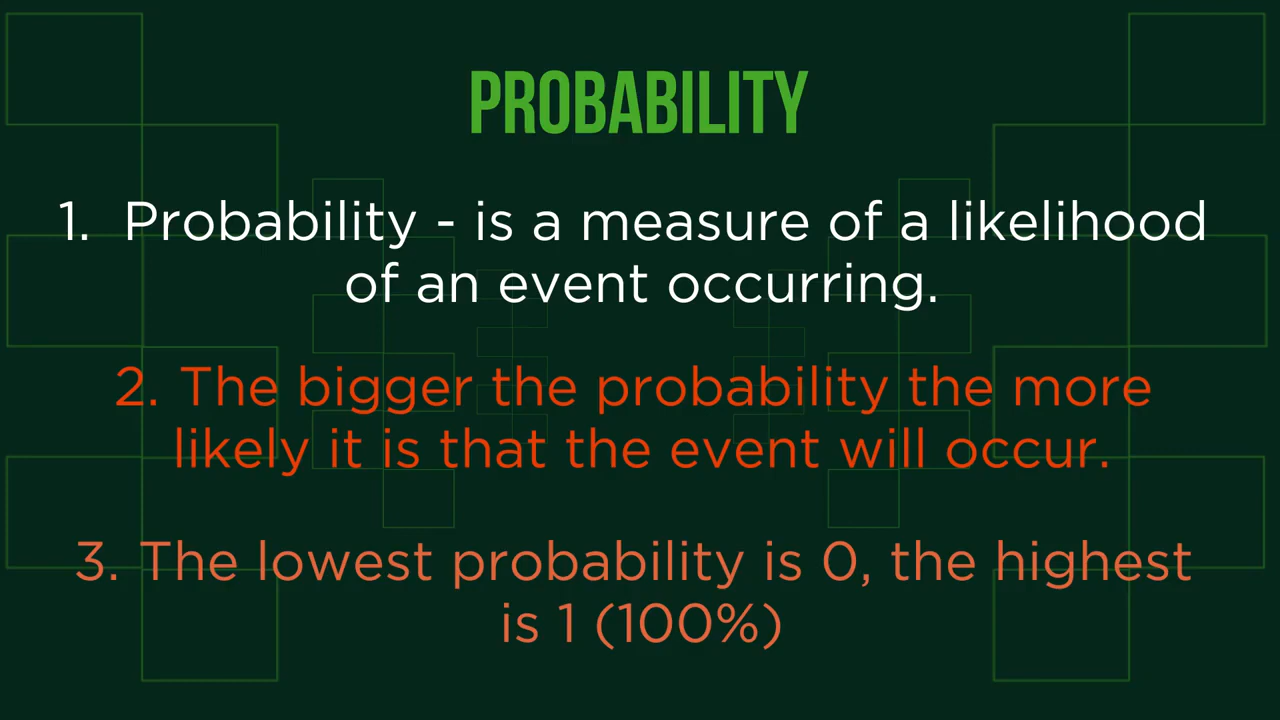 PROBABILITY
1. Probability - is a measure of a likelihood
of an event occurring.
2. The bigger the probability the more
likely it is that the event will occur.
3. The lowest probability is 0, the highest
is 1 (100%)